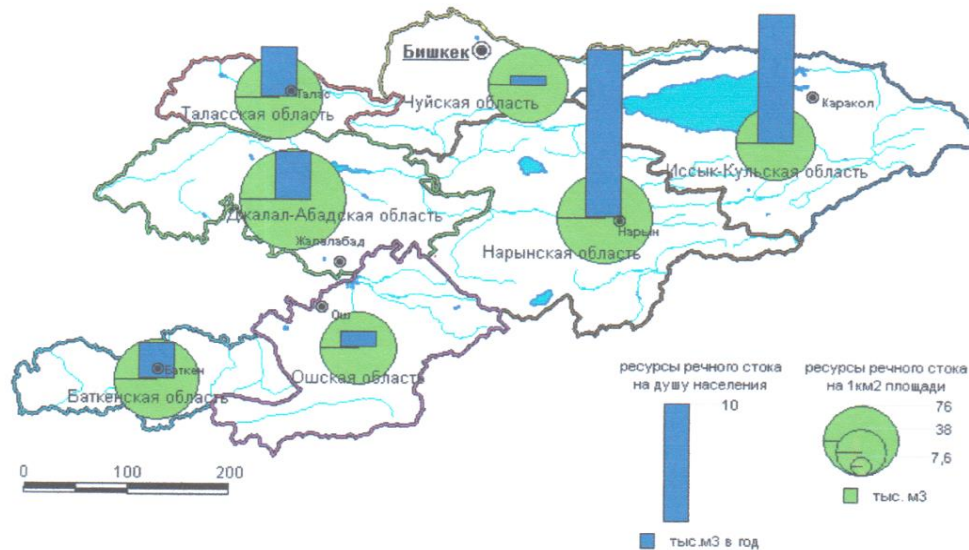 Бишкек
Талас
Таласская область
Чуйская область
Каракол
Иссык-Кульская область
Джалал-Абадская область
Жалалабад
Нарын
Нарынская область
Ош
Ошская область
Баткен
Баткенская область
0 100 200
ресурсы речного стока
на душу населения
10
тыс.м3 в год
ресурсы речного стока
на 1км2 площади
76
38
7,6
тыс. м3